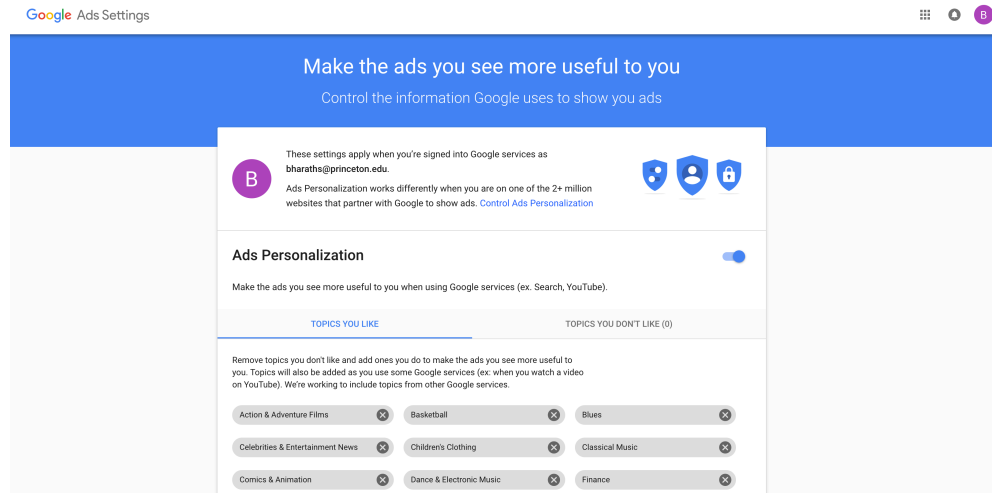 Google Ads Settings
B
Make the ads you see more useful to you
Control the information Google uses to show you ads
B
These settings apply when you're signed into Google services as
bharaths@princeton.edu.
Ads Personalization works differently when you are on one of the 2+ million
websites that partner with Google to show ads. Control Ads Personalization
Ads Personalization
Make the ads you see more useful to you when using Google services (ex. Search, YouTube).
TOPICS YOU LIKE TOPICS YOU DON'T LIKE (0)
Remove topics you don't like and add ones you do to make the ads you see more useful to
you. Topics will also be added as you use some Google services (ex: when you watch a video
on YouTube). We're working to include topics from other Google services.
Action & Adventure Films Basketball Blues
Celebrities & Entertainment News Children's Clothing Classical Music
Comics & Animation Dance & Electronic Music Finance